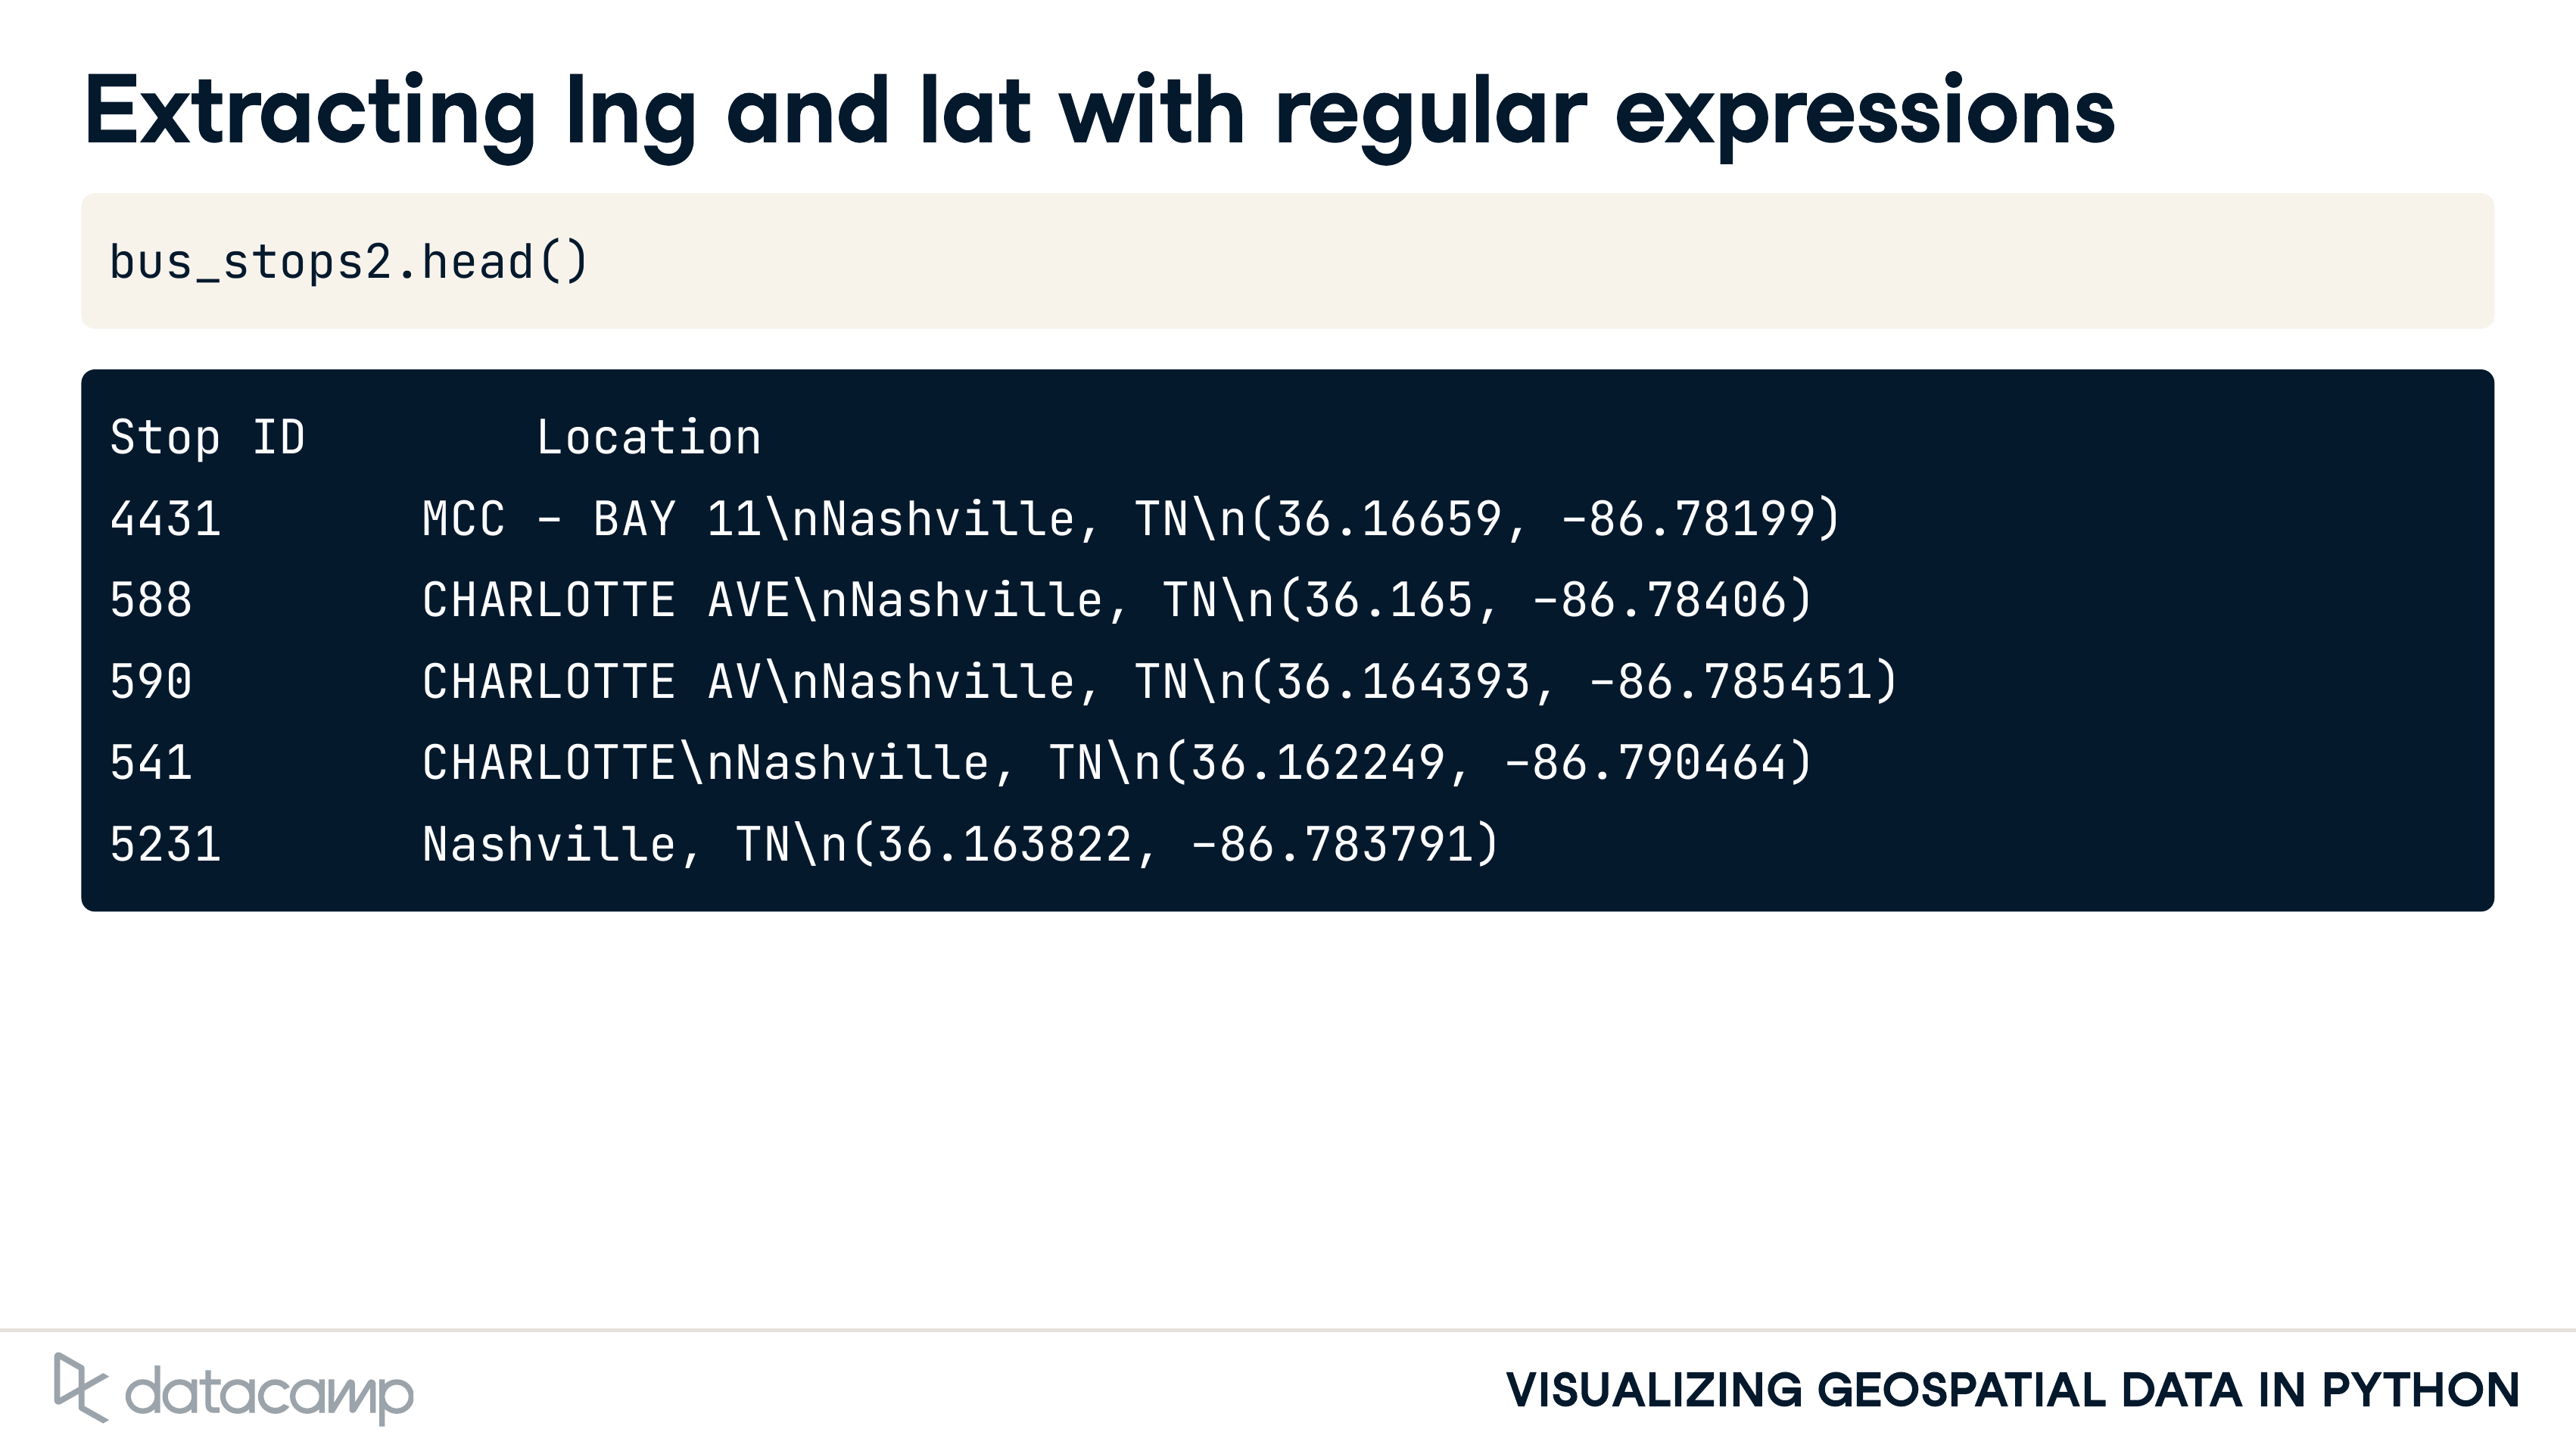 Extracting lng and lat with regular expressions
bus_stops2.head()
Stop ID        Location
4431       MCC - BAY 11\nNashville, TN\n(36.16659, -86.78199)
588        CHARLOTTE AVE\nNashville, TN\n(36.165, -86.78406)
590        CHARLOTTE AV\nNashville, TN\n(36.164393, -86.785451)
541        CHARLOTTE\nNashville, TN\n(36.162249, -86.790464)
5231       Nashville, TN\n(36.163822, -86.783791)
datacamp
VISUALIZING GEOSPATIAL DATA IN PYTHON